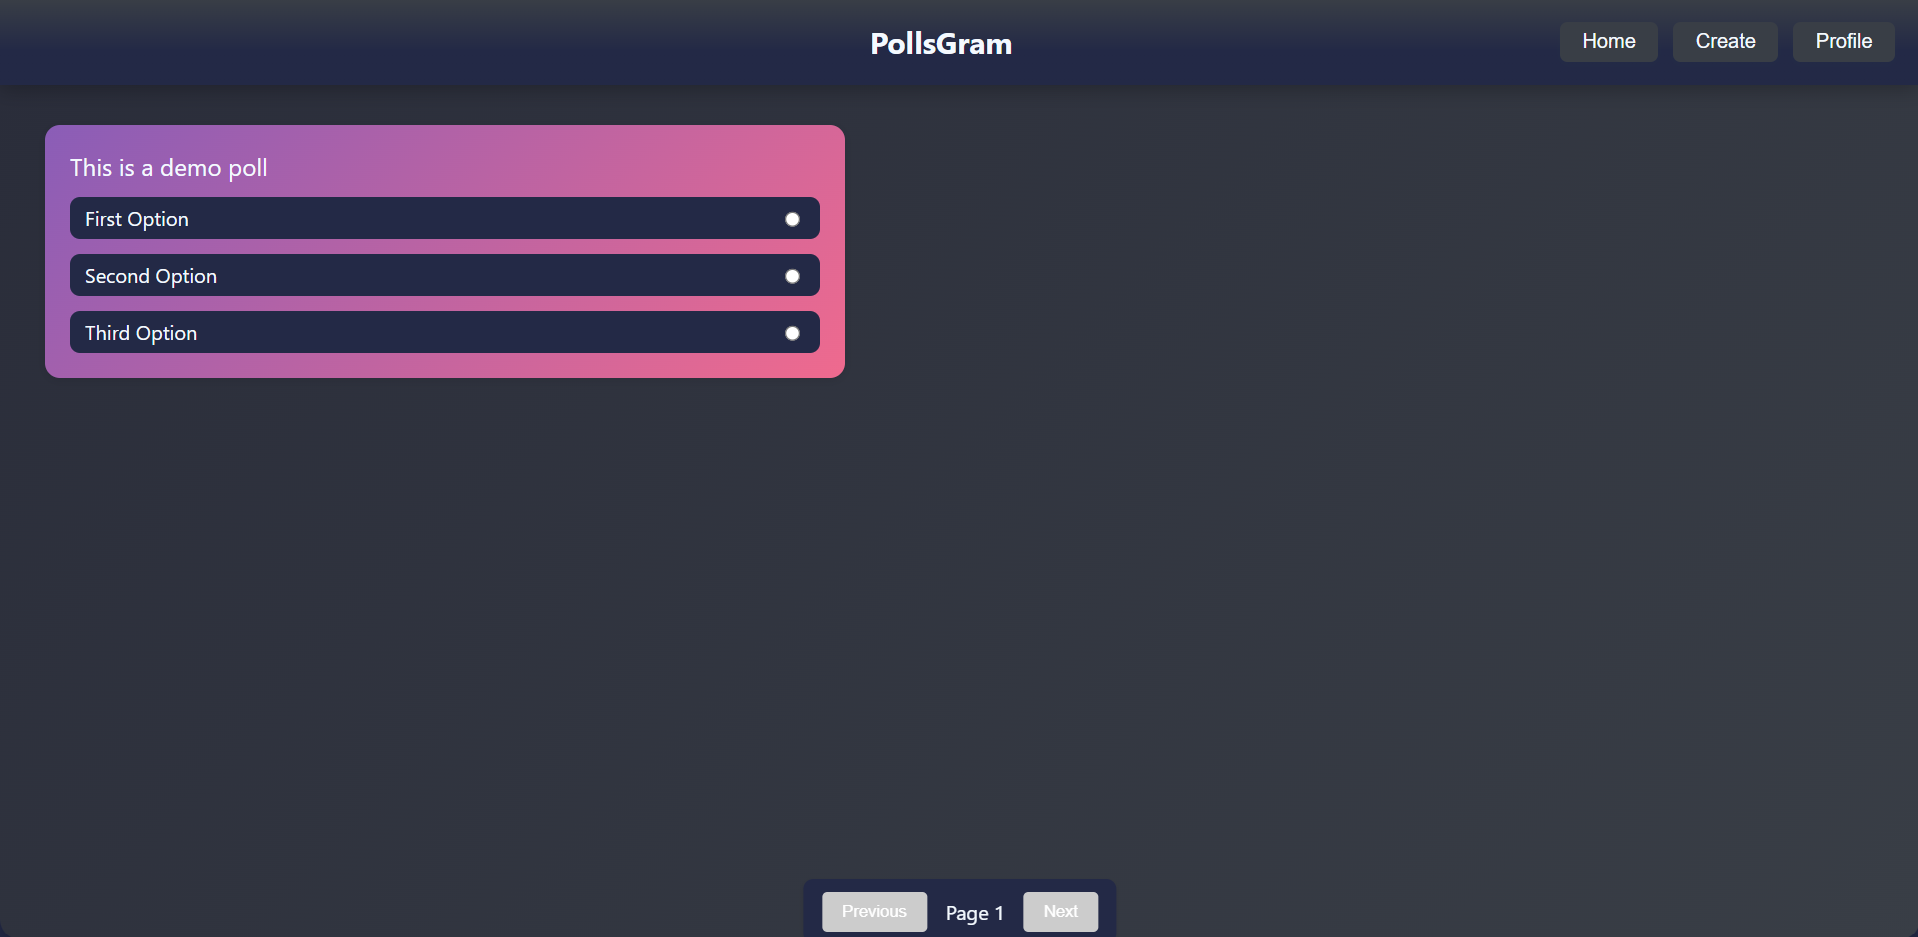 PollsGram
Home Create Profile
This is a demo poll
First Option
Second Option
Third Option
Previous Page 1 Next